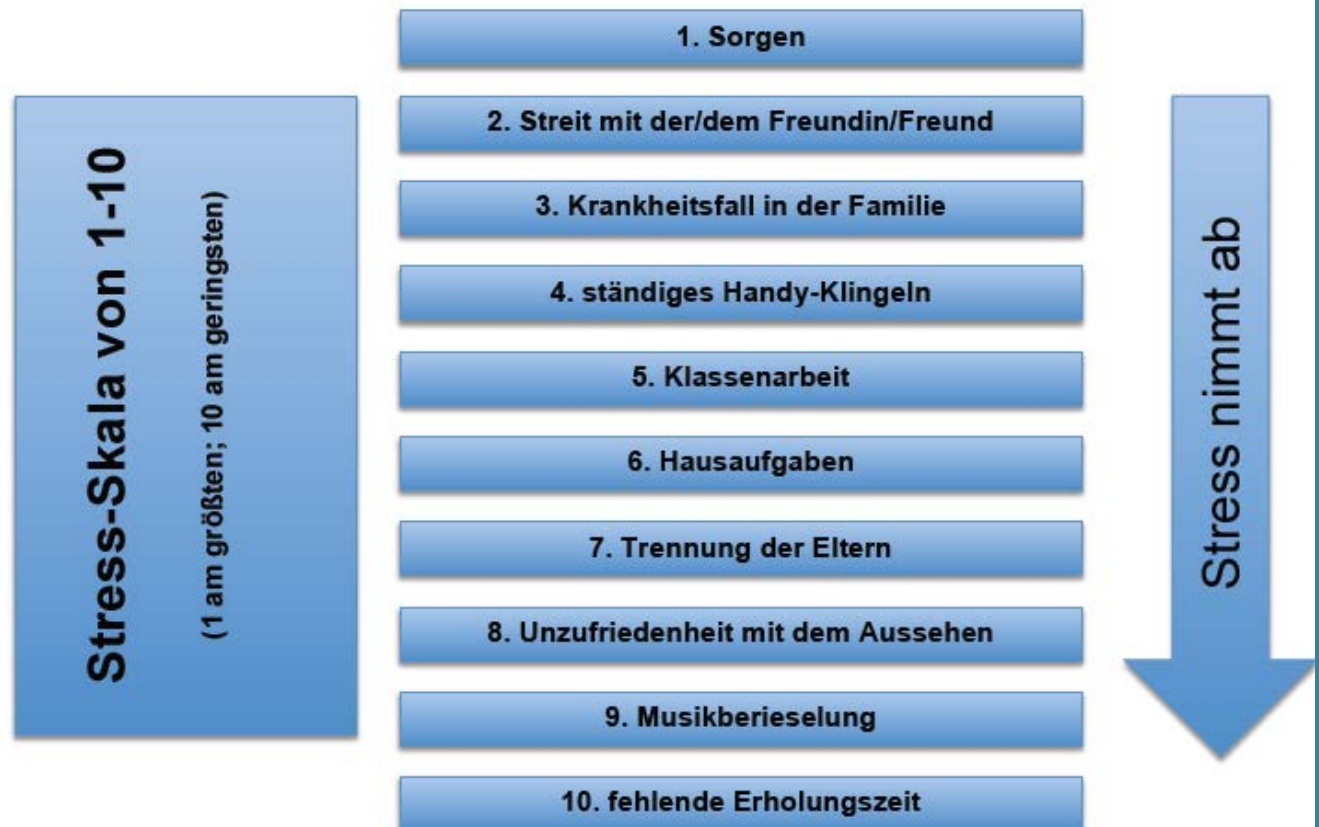 Stress-Skala von 1-10
(1 am größten; 10 am geringsten)
1. Sorgen
2. Streit mit der/dem Freundin/Freund
3. Krankheitsfall in der Familie
4. ständiges Handy-Klingeln
5. Klassenarbeit
6. Hausaufgaben
7. Trennung der Eltern
8. Unzufriedenheit mit dem Aussehen
9. Musikberieselung
10. fehlende Erholungszeit
Stress nimmt ab